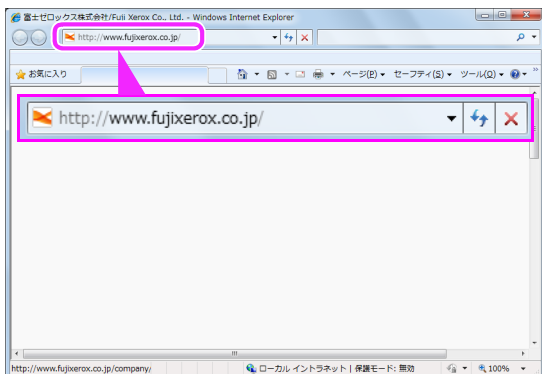 富士ゼロックス株式会社/Fuji Xerox Co., Ltd. - Windows Internet Explorer
http://www.fujixerox.co.jp/
お気に入り
ページ(P) セーフティ(S) ツール(O)
http://www.fujixerox.co.jp/
http://www.fujixerox.co.jp/company/ ローカル イントラネット | 保護モード: 無効 100%